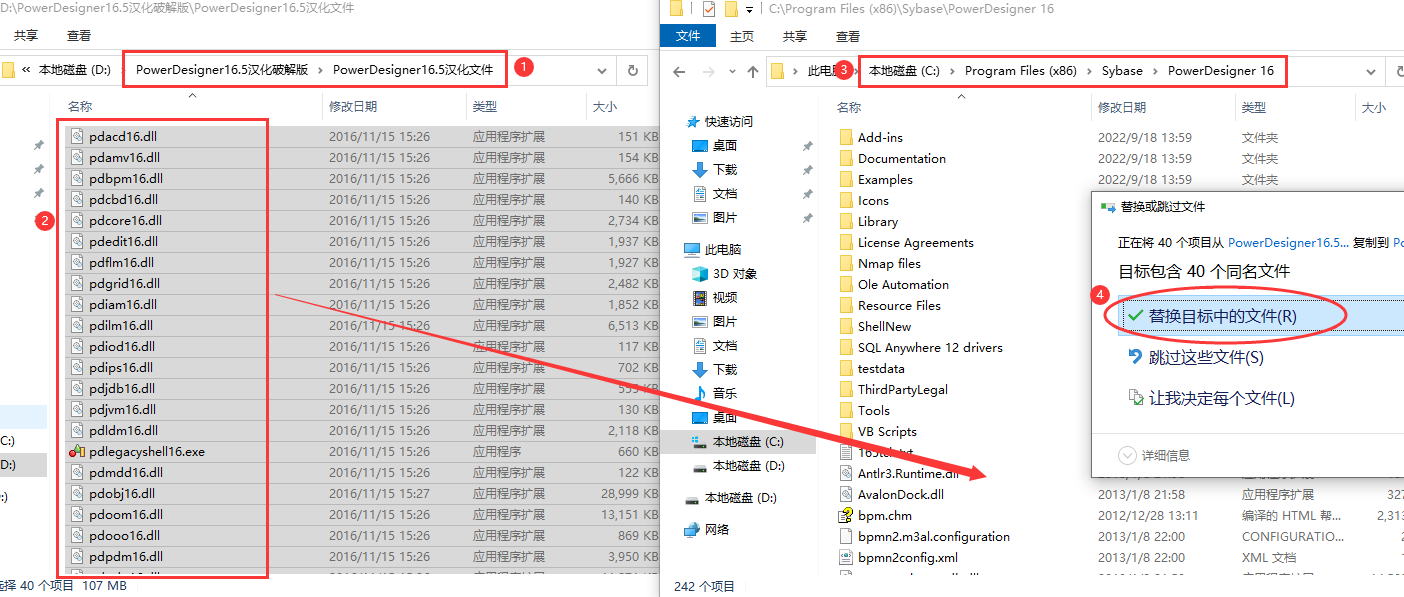 D:\PowerDesigner16.5汉化破解版\PowerDesigner16.5汉化文件
共享 查看
« 本地磁盘 (D:) PowerDesigner16.5汉化破解版 › PowerDesigner16.5汉化文件 1
名称 修改日期 类型 大小
pdacd16.dll 2016/11/15 15:26 应用程序扩展 151 KB
pdamv16.dll 2016/11/15 15:26 应用程序扩展 154 KB
pdbpm16.dll 2016/11/15 15:26 应用程序扩展 5,666 KB
pdcbd16.dll 2016/11/15 15:26 应用程序扩展 140 KB
2
pdcore16.dll 2016/11/15 15:26 应用程序扩展 2,734 KB
pdedit16.dll 2016/11/15 15:26 应用程序扩展 1,937 KB
pdflm16.dll 2016/11/15 15:26 应用程序扩展 1,927 KB
pdgrid16.dll 2016/11/15 15:26 应用程序扩展 2,482 KB
pdiam16.dll 2016/11/15 15:26 应用程序扩展 1,852 KB
pdilm16.dll 2016/11/15 15:26 应用程序扩展 6,513 KB
pdiod16.dll 2016/11/15 15:26 应用程序扩展 117 KB
pdips16.dll 2016/11/15 15:26 应用程序扩展 702 KB
pdjdb16.dll 2016/11/15 15:26 应用程序扩展 555 KB
pdjvm16.dll 2016/11/15 15:26 应用程序扩展 130 KB
pdldm16.dll 2016/11/15 15:26 应用程序扩展 2,118 KB
pdlegacyshell16.exe 2016/11/15 15:26 应用程序 660 KB
pdmdd16.dll 2016/11/15 15:26 应用程序扩展 122 KB
pdobj16.dll 2016/11/15 15:27 应用程序扩展 28,999 KB
pdoom16.dll 2016/11/15 15:26 应用程序扩展 13,151 KB
pdooo16.dll 2016/11/15 15:26 应用程序扩展 869 KB
pdpdm16.dll 2016/11/15 15:26 应用程序扩展 3,950 KB
C:)
D:)
:)
选择 40 个项目 107 MB
C:\Program Files (x86)\Sybase\PowerDesigner 16
文件 主页 共享 查看
此电脑 3 本地磁盘 (C:) › Program Files (x86) › Sybase › PowerDesigner 16
快速访问
桌面
下载
文档
图片
此电脑
3D 对象
视频
图片
文档
下载
音乐
桌面
本地磁盘 (C:)
本地磁盘 (D:)
本地磁盘 (D:)
网络
名称 修改日期 类型 大小
Add-ins 2022/9/18 13:59 文件夹
Documentation 2022/9/18 13:59 文件夹
Examples 2022/9/18 13:59 文件夹
Icons
Library
License Agreements
Nmap files
Ole Automation
Resource Files
ShellNew
SQL Anywhere 12 drivers
testdata
ThirdPartyLegal
Tools
VB Scripts
Antlr3.Runtime.dll
AvalonDock.dll 2013/1/8 21:58 应用程序扩展 327
bpm.chm 2012/12/28 13:11 编译的 HTML 帮... 2,313
bpmn2.m3al.configuration 2013/1/8 22:00 CONFIGURATIO...
bpmn2config.xml 2013/1/8 22:00 XML 文档
242 个项目
替换或跳过文件
正在将 40 个项目从 PowerDesigner16.5... 复制到 Po
目标包含 40 个同名文件
4
替换目标中的文件(R)
跳过这些文件(S)
让我决定每个文件(L)
详细信息